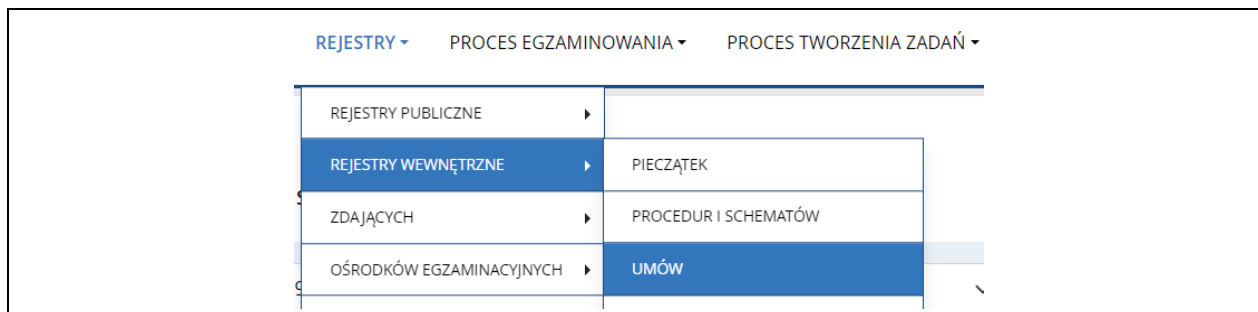 REJESTRY PROCES EGZAMINOWANIA PROCES TWORZENIA ZADAŃ
REJESTRY PUBLICZNE
REJESTRY WEWNĘTRZNE
PIECZĄTEK
ZDAJĄCYCH
PROCEDUR I SCHEMATÓW
OŚRODKÓW EGZAMINACYJNYCH
UMÓW